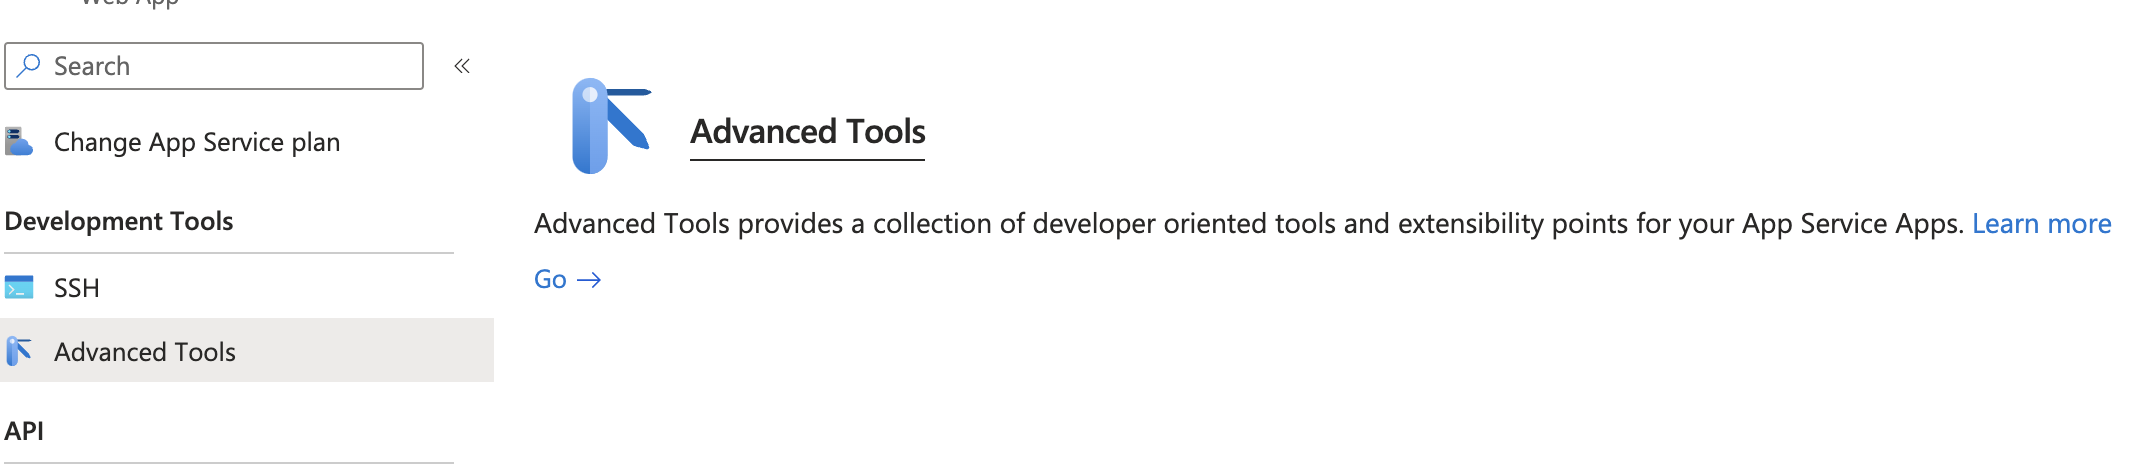 Web App
Search
Change App Service plan
Development Tools
SSH
Advanced Tools
API
Advanced Tools
Advanced Tools provides a collection of developer oriented tools and extensibility points for your App Service Apps. Learn more
Go →